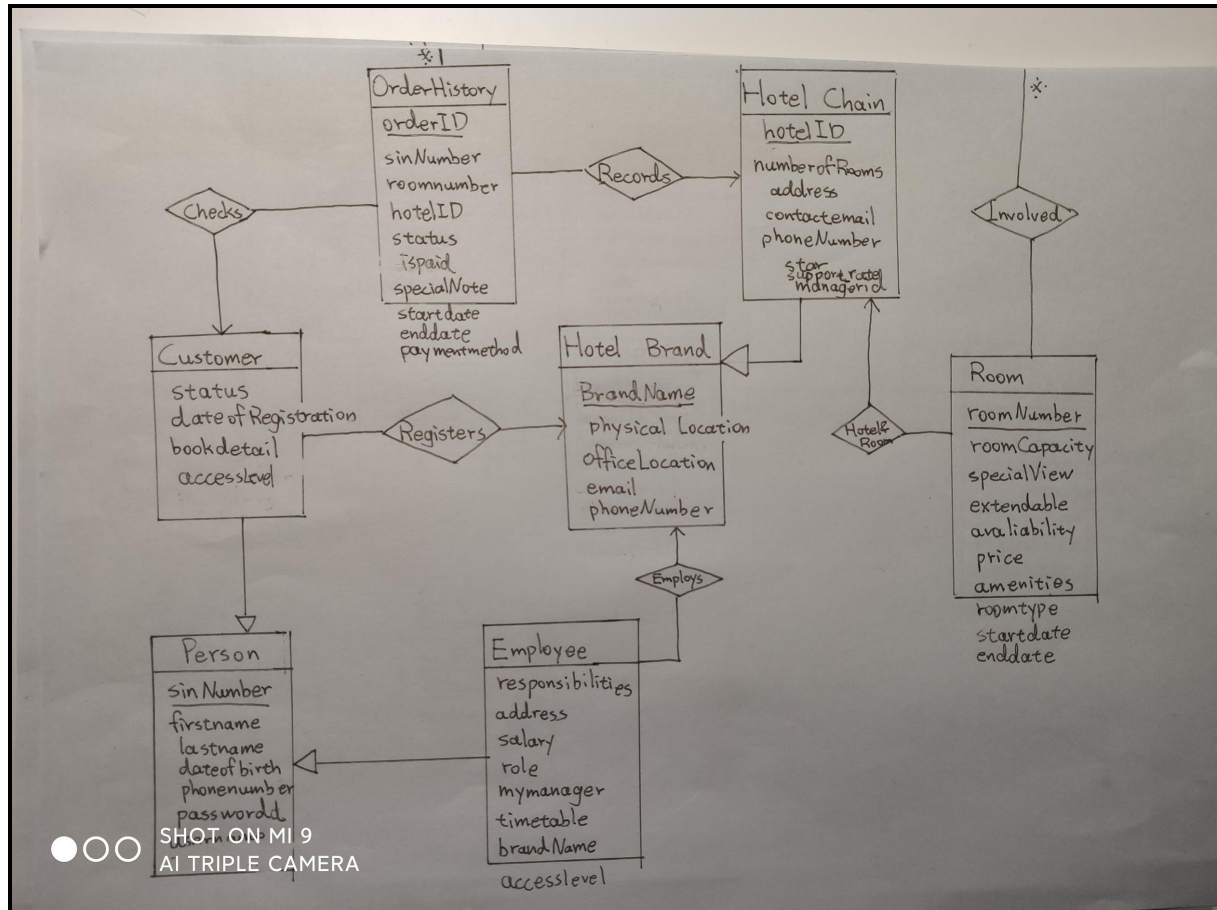 OrderHistory
orderID
sinNumber
roomnumber
hotelID
status
ispaid
specialNote
startdate
enddate
paymentmethod
Records
Hotel Chain
hotelID
numberofRooms
address
contactemail
phoneNumber
star
supportrate
managerid
*
Involved
Checks
Customer
status
dateofRegistration
bookdetail
accesslevel
Registers
Hotel Brand
BrandName
physical Location
officeLocation
email
phoneNumber
Hotel&
Room
Room
roomNumber
roomCapacity
specialView
extendable
avaliability
price
amenities
roomtype
startdate
enddate
Employs
Person
sinNumber
firstname
lastname
dateofbirth
phonenumber
passwordd
Employee
responsibilities
address
salary
role
mymanager
timetable
brandName
accesslevel
SHOT ON MI 9
AI TRIPLE CAMERA